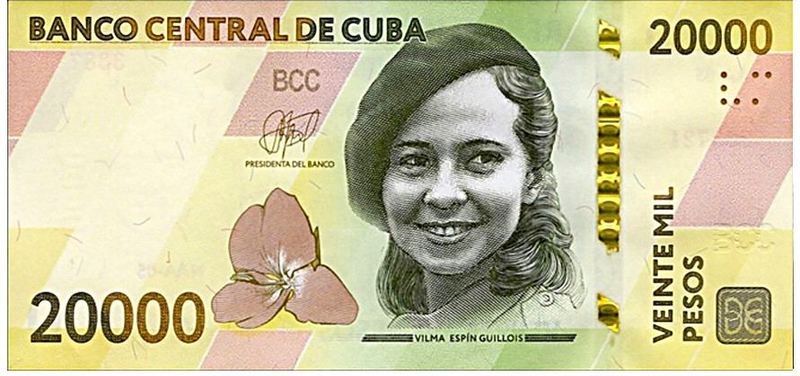 BANCO CENTRAL DE CUBA
20000
BCC
PRESIDENTA DEL BANCO
VEINTE MIL
PESOS
20000
VILMA ESPÍN GUILLOIS